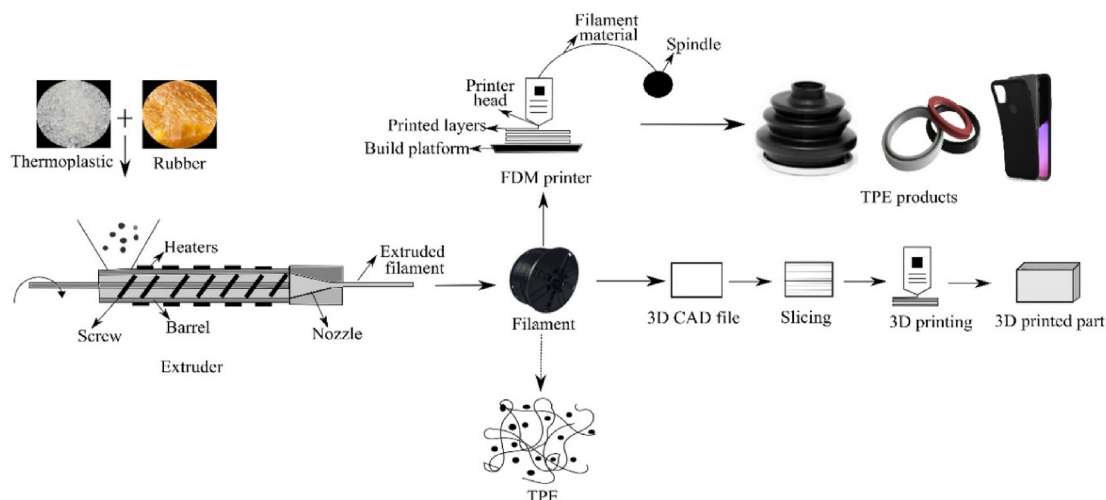 Filament
material
Spindle
Printer
head
Printed layers
Build platform
FDM printer
Thermoplastic
Rubber
TPE products
Heaters
Extruded
filament
Screw
Barrel
Nozzle
Extruder
Filament
3D CAD file
Slicing
3D printing
3D printed part
TPE